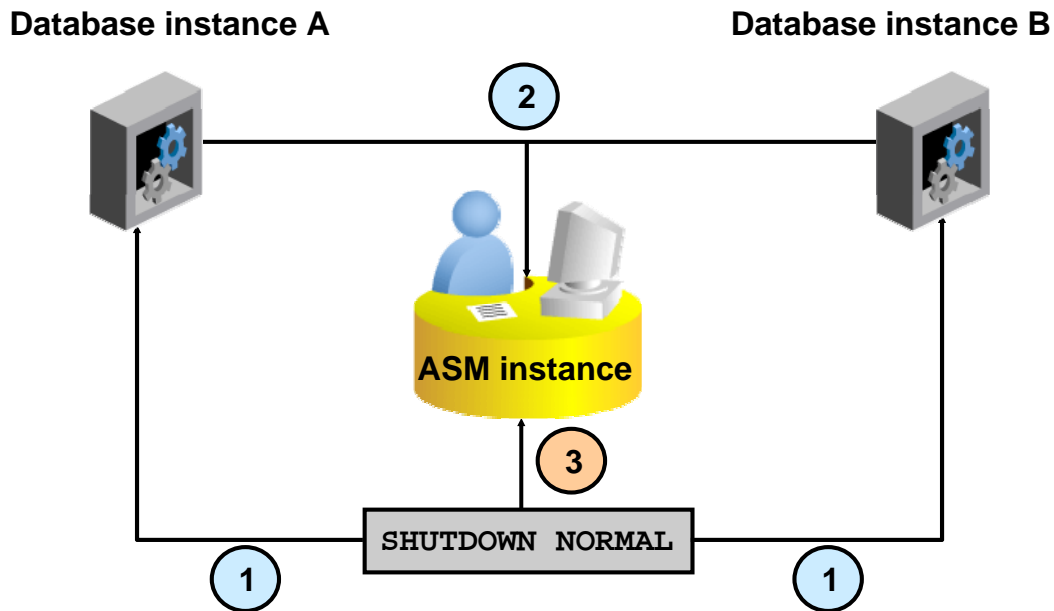 Database instance A
Database instance B
2
ASM instance
3
SHUTDOWN NORMAL
1
1